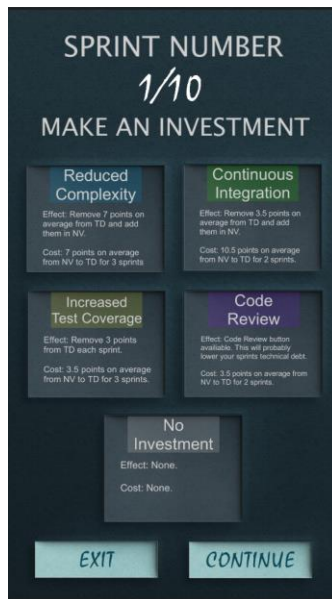 SPRINT NUMBER
1/10
MAKE AN INVESTMENT
Reduced
Complexity
Effect: Remove 7 points on
average from TD and add
them in NV.
Cost: 7 points on average
from NV to TD for 3 sprints
Continuous
Integration
Effect: Remove 3.5 points on
average from TD and add
them in NV.
Cost: 10.5 points on average
from NV to TD for 2 sprints.
Increased
Test Coverage
Effect: Remove 3 points
from TD each sprint.
Cost: 3.5 points on average
from NV to TD for 3 sprints.
Code
Review
Effect: Code Review button
available. This will probably
lower your sprints technical debt.
Cost: 3.5 points on average from
NV to TD for 2 sprints.
No
Investment
Effect: None.
Cost: None.
EXIT
CONTINUE